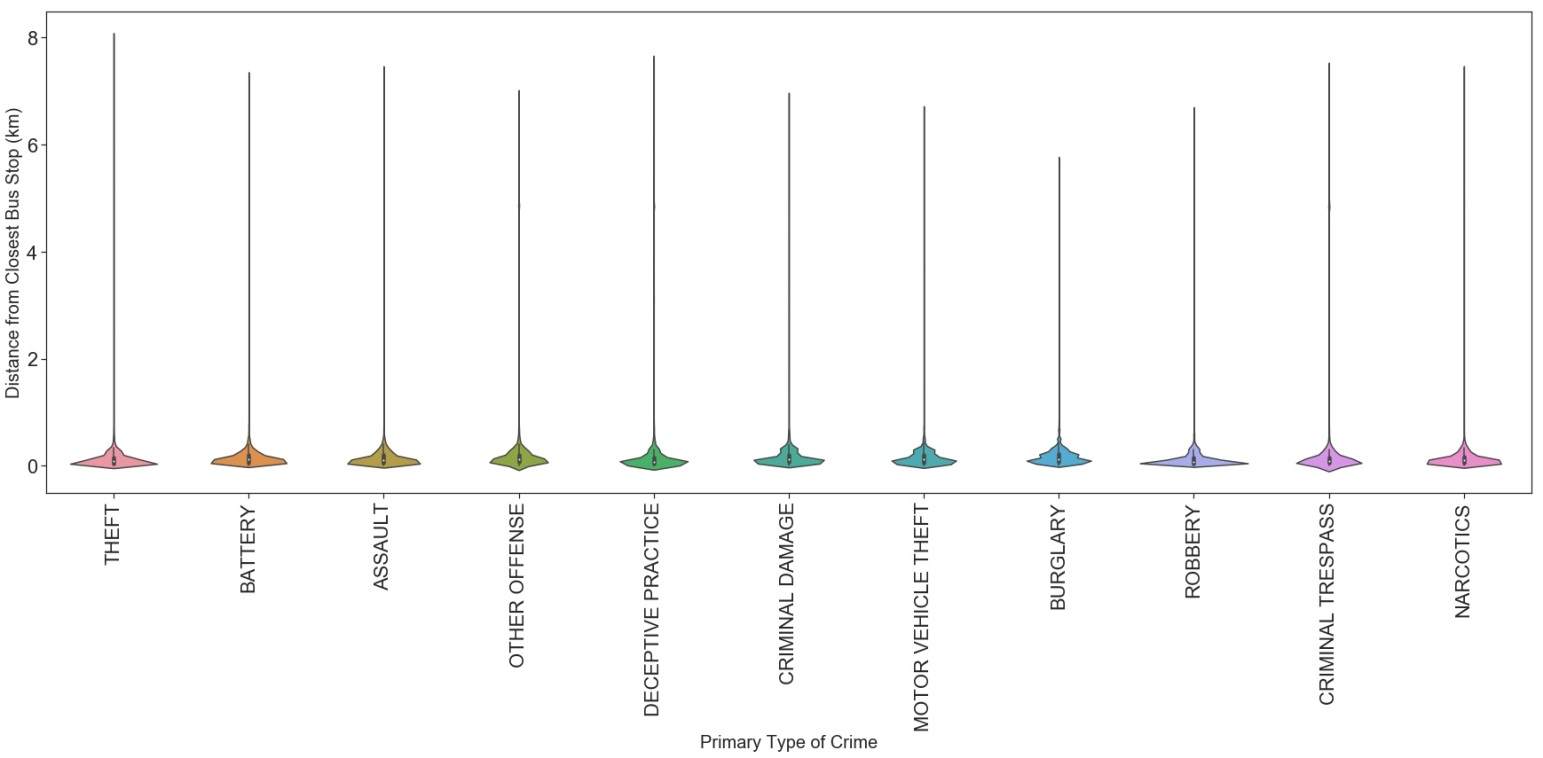 Distance from Closest Bus Stop (km)
8
6
4
2
0
THEFT
BATTERY
ASSAULT
OTHER OFFENSE
DECEPTIVE PRACTICE
CRIMINAL DAMAGE
MOTOR VEHICLE THEFT
BURGLARY
ROBBERY
CRIMINAL TRESPASS
NARCOTICS
Primary Type of Crime